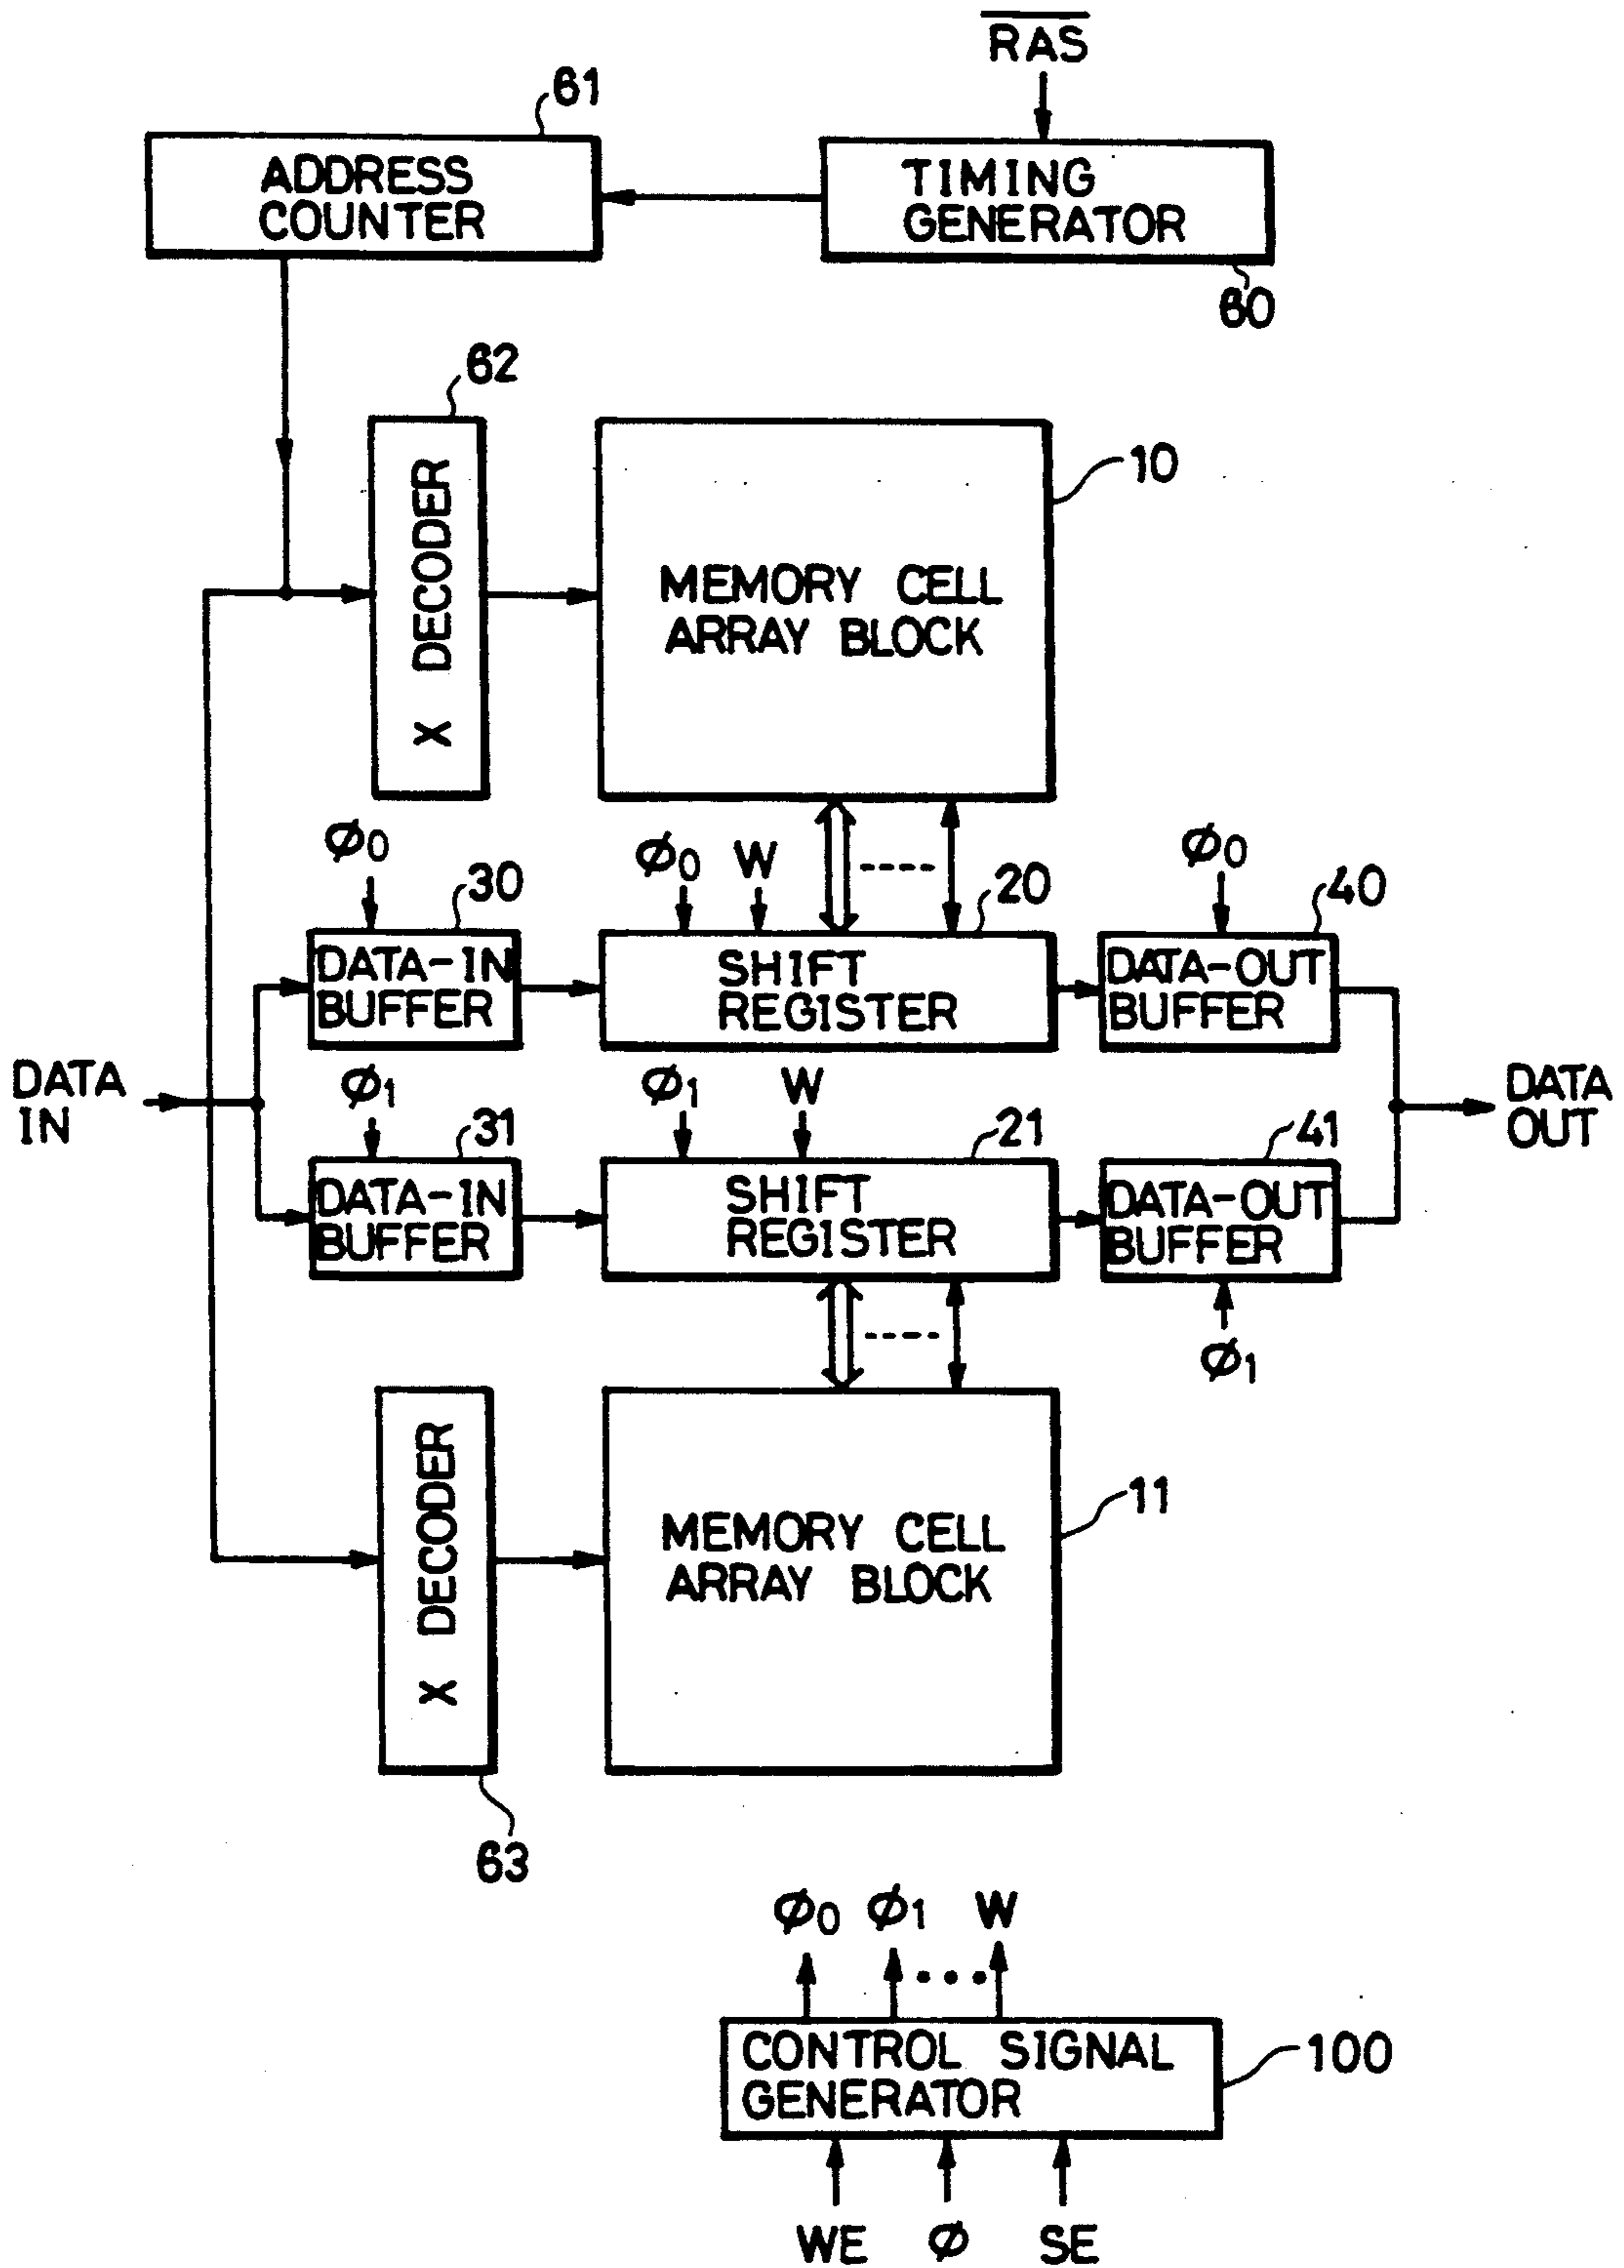 RAS
61
ADDRESS
COUNTER
TIMING
GENERATOR
60
62
X DECODER
10
MEMORY CELL
ARRAY BLOCK
Φ0
30
Φ0
W
20
Φ0
40
DATA-IN
BUFFER
SHIFT
REGISTER
DATA-OUT
BUFFER
DATA
IN
Φ1
31
Φ1
W
21
41
DATA
OUT
DATA-IN
BUFFER
SHIFT
REGISTER
DATA-OUT
BUFFER
Φ1
X DECODER
11
MEMORY CELL
ARRAY BLOCK
63
Φ0 Φ1 W
CONTROL SIGNAL
GENERATOR
100
WE Φ SE